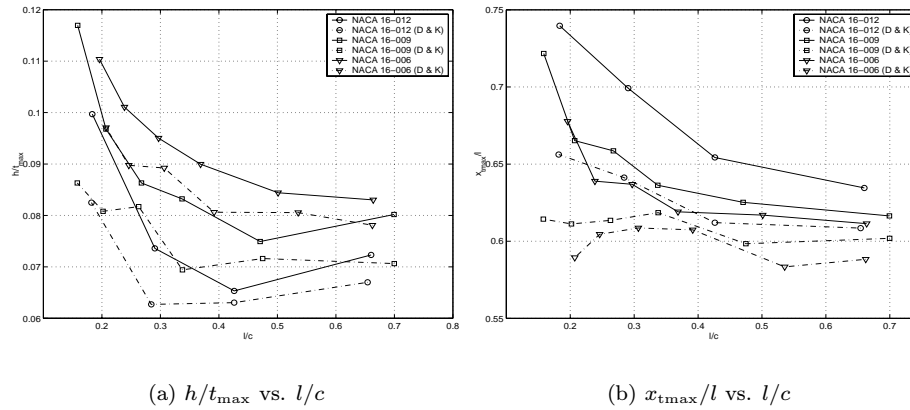 0.12
0.11
0.1
0.09
0.08
0.07
0.06
h/t_max
0.2 0.3 0.4 0.5 0.6 0.7 0.8
l/c
NACA 16−012
NACA 16−012 (D & K)
NACA 16−009
NACA 16−009 (D & K)
NACA 16−006
NACA 16−006 (D & K)
(a) h/t_max vs. l/c
0.75
0.7
0.65
0.6
0.55
x_tmax/l
0.2 0.3 0.4 0.5 0.6 0.7
l/c
NACA 16−012
NACA 16−012 (D & K)
NACA 16−009
NACA 16−009 (D & K)
NACA 16−006
NACA 16−006 (D & K)
(b) x_tmax/l vs. l/c